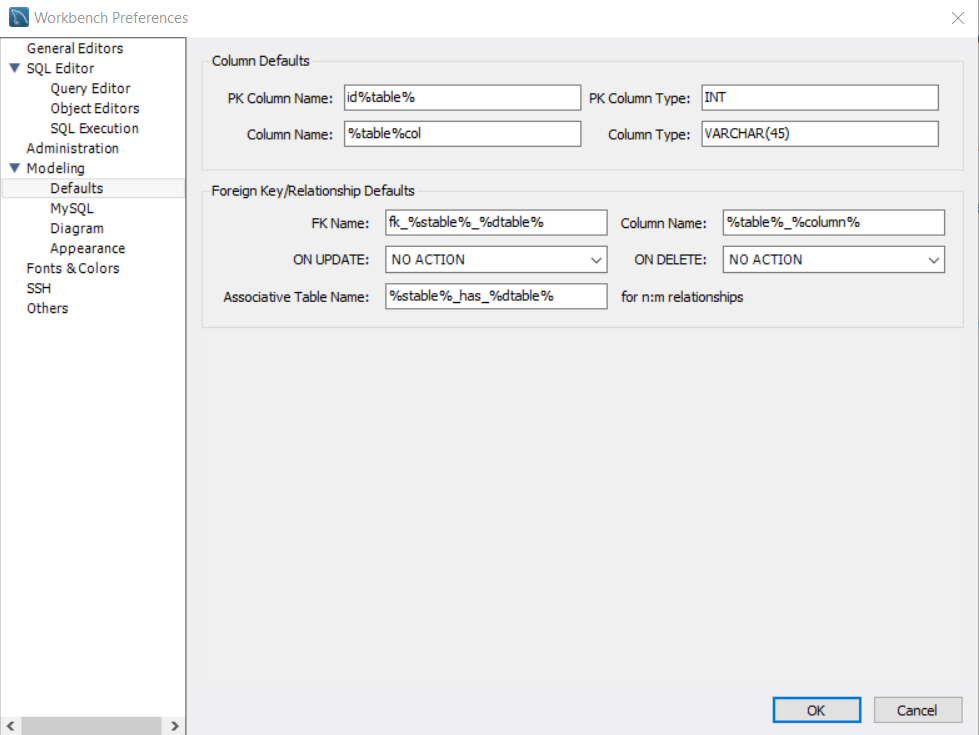 Workbench Preferences
General Editors
SQL Editor
Query Editor
Object Editors
SQL Execution
Administration
Modeling
Defaults
MySQL
Diagram
Appearance
Fonts & Colors
SSH
Others
Column Defaults
PK Column Name: id%table% PK Column Type: INT
Column Name: %table%col Column Type: VARCHAR(45)
Foreign Key/Relationship Defaults
FK Name: fk_%stable%_%dtable% Column Name: %table%_%column%
ON UPDATE: NO ACTION ON DELETE: NO ACTION
Associative Table Name: %stable%_has_%dtable% for n:m relationships
OK Cancel